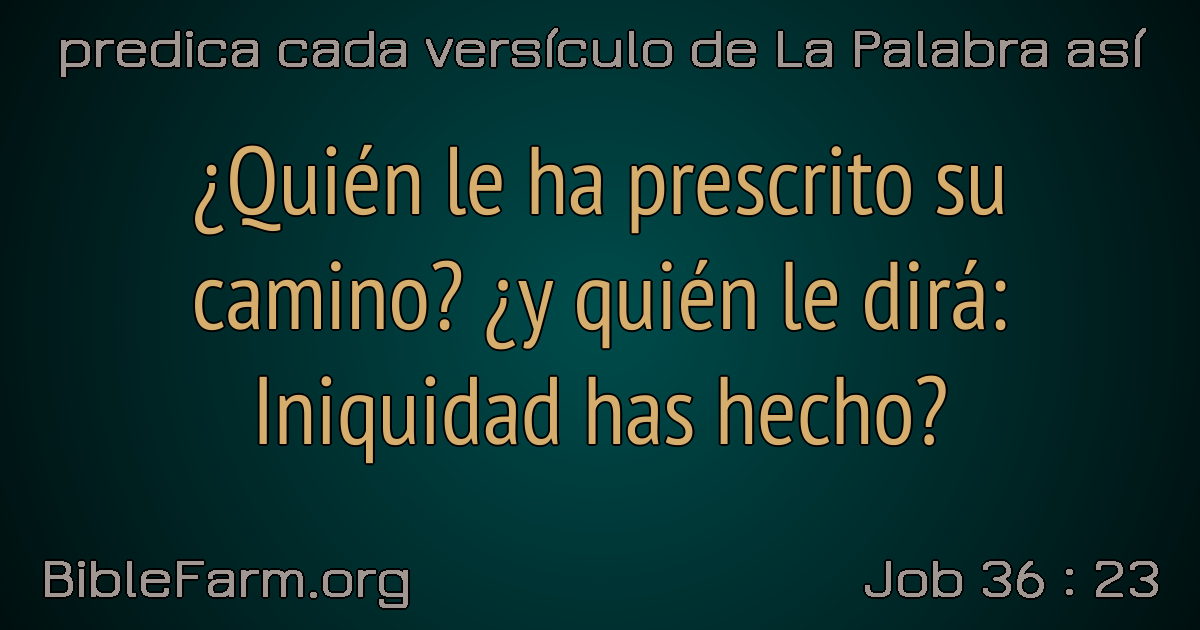 predica cada versículo de La Palabra así
¿Quién le ha prescrito su
camino? ¿y quién le dirá:
Iniquidad has hecho?
BibleFarm.org
Job 36 : 23